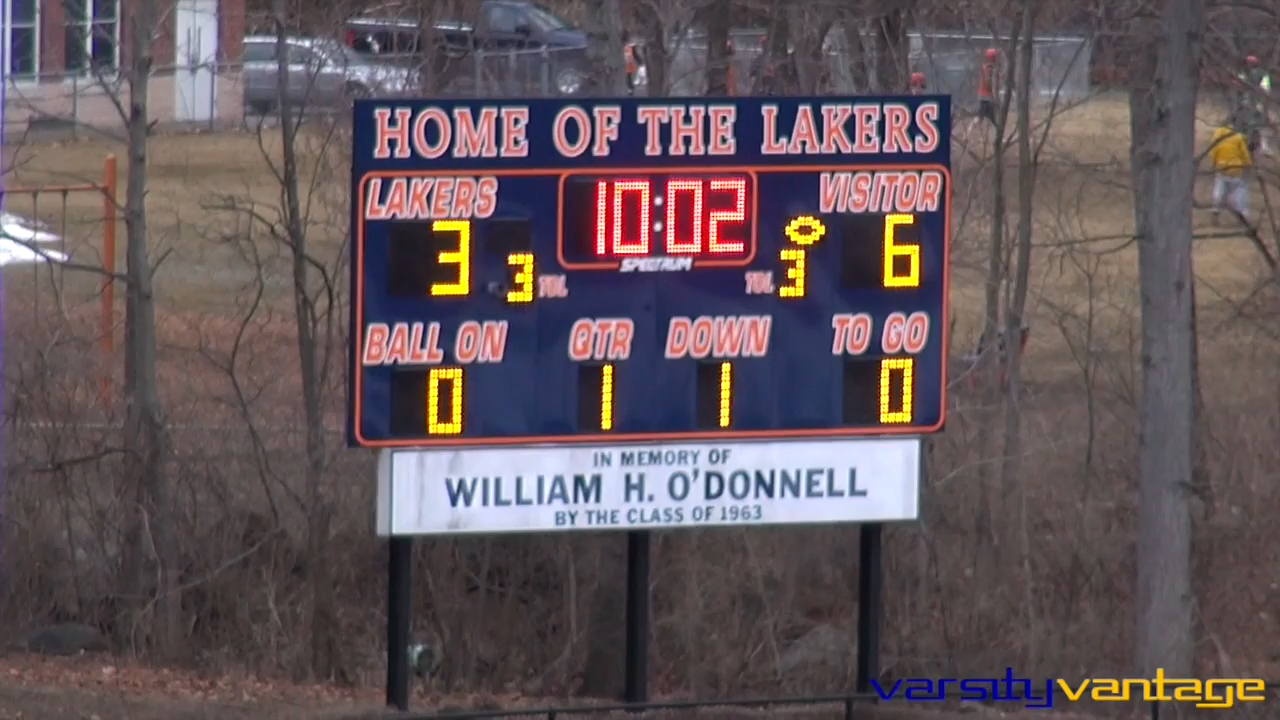 HOME OF THE LAKERS
LAKERS 10:02 VISITOR
3 3 TOL SPECTRUM TOL 3 6
BALL ON QTR DOWN TO GO
0 1 1 0
IN MEMORY OF
WILLIAM H. O'DONNELL
BY THE CLASS OF 1963
varsityvantage